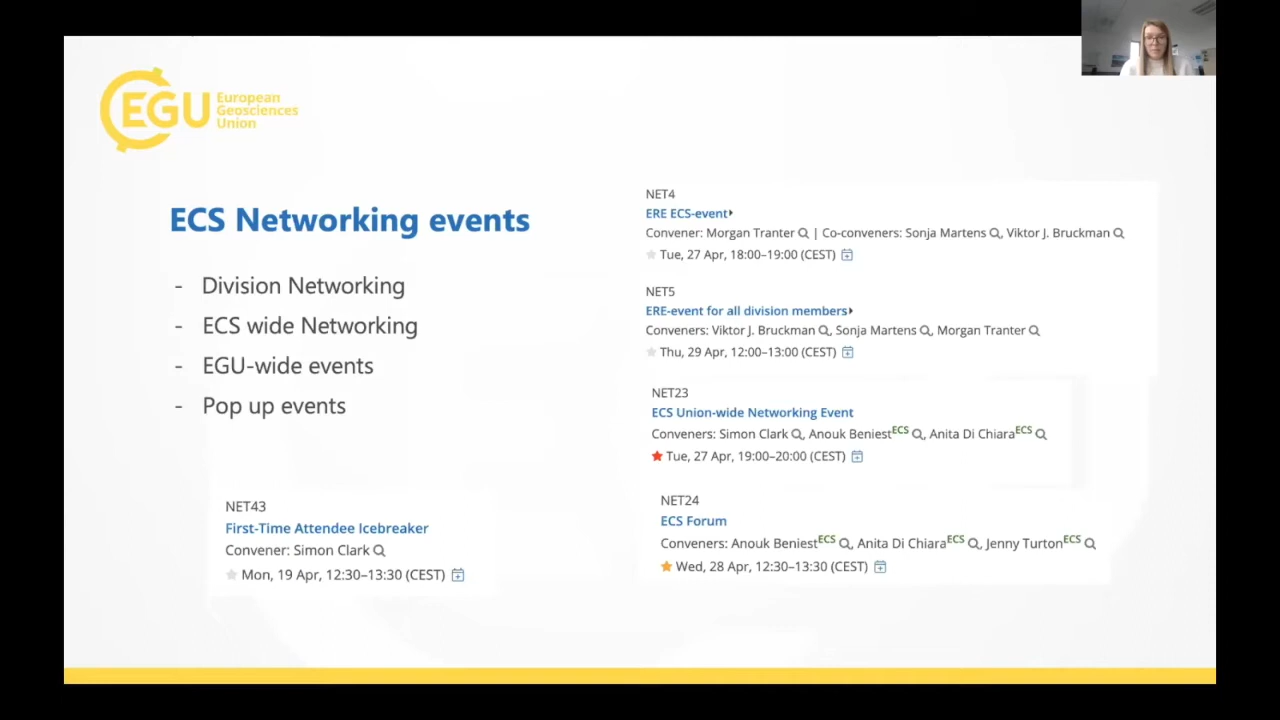 EGU European
Geosciences
Union
ECS Networking events
- Division Networking
- ECS wide Networking
- EGU-wide events
- Pop up events
NET43
First-Time Attendee Icebreaker
Convener: Simon Clark
Mon, 19 Apr, 12:30–13:30 (CEST)
NET4
ERE ECS-event
Convener: Morgan Tranter | Co-conveners: Sonja Martens, Viktor J. Bruckman
Tue, 27 Apr, 18:00–19:00 (CEST)
NET5
ERE-event for all division members
Conveners: Viktor J. Bruckman, Sonja Martens, Morgan Tranter
Thu, 29 Apr, 12:00–13:00 (CEST)
NET23
ECS Union-wide Networking Event
Conveners: Simon Clark, Anouk Beniest ECS, Anita Di Chiara ECS
Tue, 27 Apr, 19:00–20:00 (CEST)
NET24
ECS Forum
Conveners: Anouk Beniest ECS, Anita Di Chiara ECS, Jenny Turton ECS
Wed, 28 Apr, 12:30–13:30 (CEST)